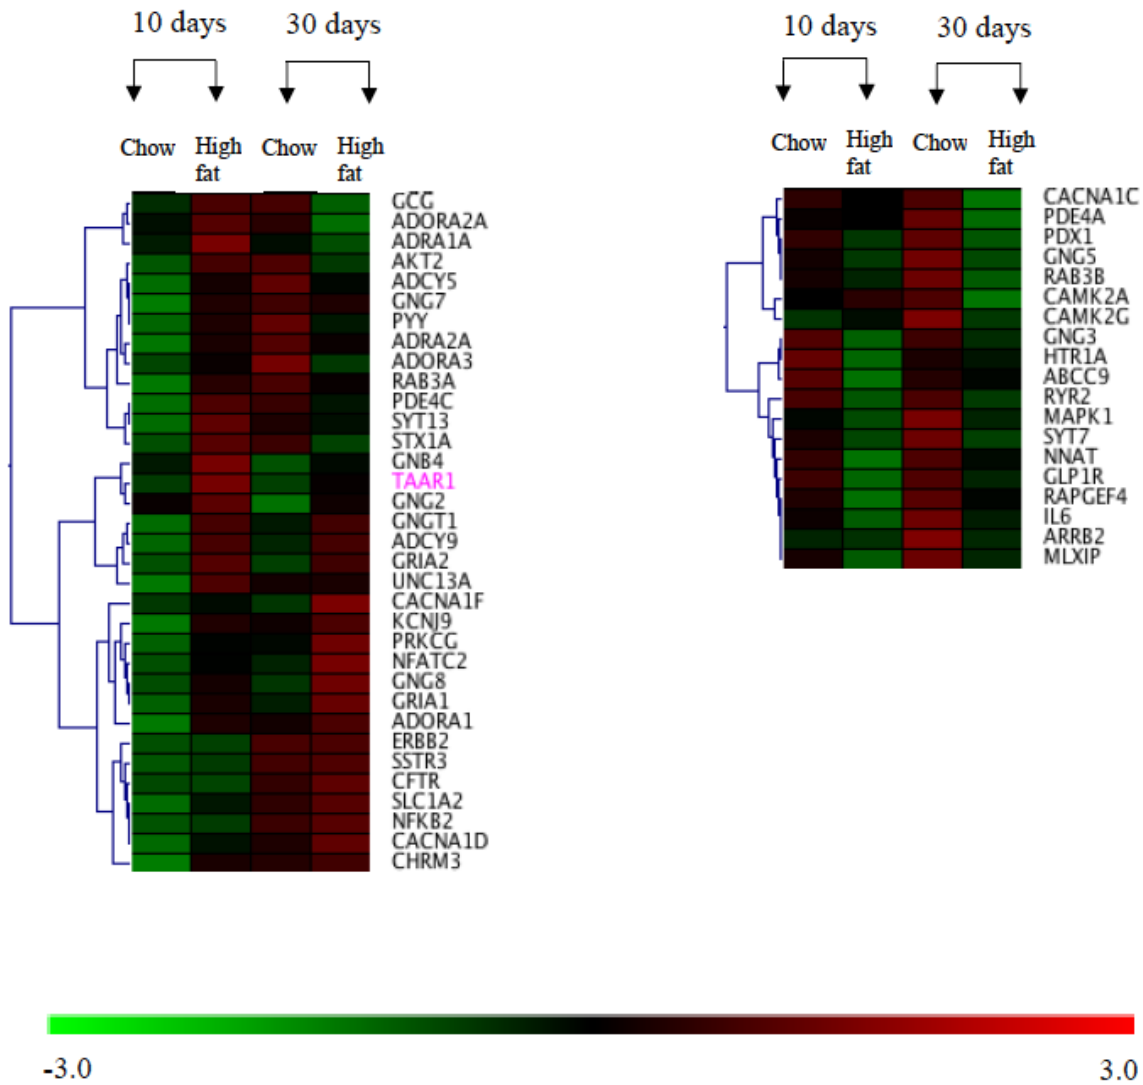 10 days
30 days
Chow
High
fat
Chow
High
fat
GCG
ADORA2A
ADRA1A
AKT2
ADCY5
GNG7
PYY
ADRA2A
ADORA3
RAB3A
PDE4C
SYT13
STX1A
GNB4
TAAR1
GNG2
GNGT1
ADCY9
GRIA2
UNC13A
CACNA1F
KCNJ9
PRKCG
NFATC2
GNG8
GRIA1
ADORA1
ERBB2
SSTR3
CFTR
SLC1A2
NFKB2
CACNA1D
CHRM3
10 days
30 days
Chow
High
fat
Chow
High
fat
CACNA1C
PDE4A
PDX1
GNG5
RAB3B
CAMK2A
CAMK2G
GNG3
HTR1A
ABCC9
RYR2
MAPK1
SYT7
NNAT
GLP1R
RAPGEF4
IL6
ARRB2
MLXIP
-3.0
3.0